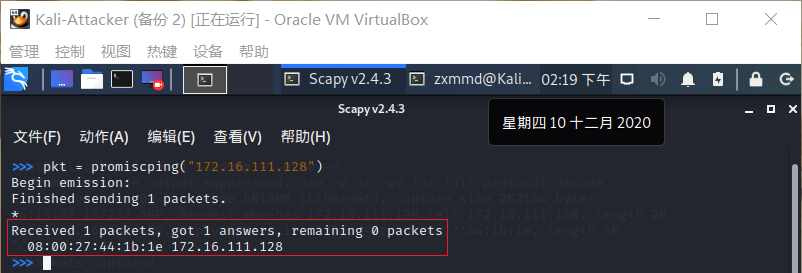 Kali-Attacker (备份 2) [正在运行] - Oracle VM VirtualBox
管理 控制 视图 热键 设备 帮助
Scapy v2.4.3 zxmmd@Kali... 02:19 下午
Scapy v2.4.3
星期四 10 十二月 2020
文件(F) 动作(A) 编辑(E) 查看(V) 帮助(H)
>>> pkt = promiscping("172.16.111.128")
Begin emission:
Finished sending 1 packets.
*
Received 1 packets, got 1 answers, remaining 0 packets
08:00:27:44:1b:1e 172.16.111.128
>>>